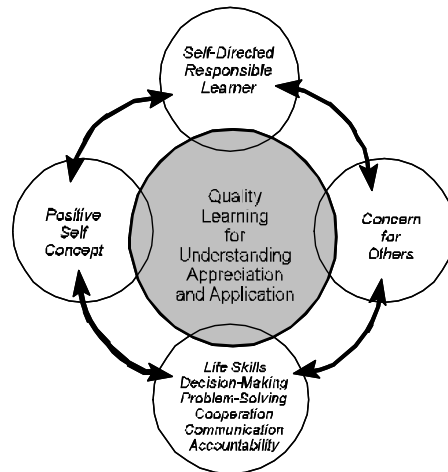 Self-Directed
Responsible
Learner
Positive
Self
Concept
Quality
Learning
for
Understanding
Appreciation
and Application
Concern
for
Others
Life Skills
Decision-Making
Problem-Solving
Cooperation
Communication
Accountability